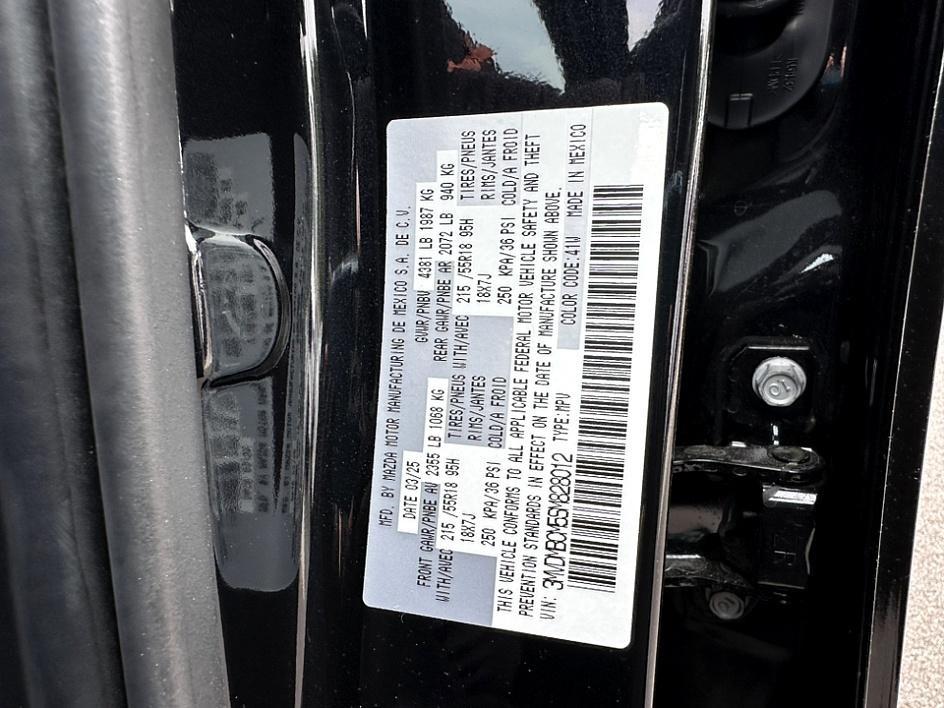 MFD. BY MAZDA MOTOR MANUFACTURING DE MEXICO S.A. DE C.V.
DATE 03/25 GVWR/PNBV 4381 LB 1987 KG
FRONT GAWR/PNBE AV 2355 LB 1068 KG REAR GAWR/PNBE AR 2072 LB 940 KG
WITH/AVEC 215 /55R18 95H TIRES/PNEUS WITH/AVEC 215 /55R18 95H TIRES/PNEUS
18X7J RIMS/JANTES 18X7J RIMS/JANTES
250 KPA/36 PSI COLD/A FROID 250 KPA/36 PSI COLD/A FROID
THIS VEHICLE CONFORMS TO ALL APPLICABLE FEDERAL MOTOR VEHICLE SAFETY AND THEFT
PREVENTION STANDARDS IN EFFECT ON THE DATE OF MANUFACTURE SHOWN ABOVE.
VIN: TYPE:MPV COLOR CODE:41W MADE IN MEXICO